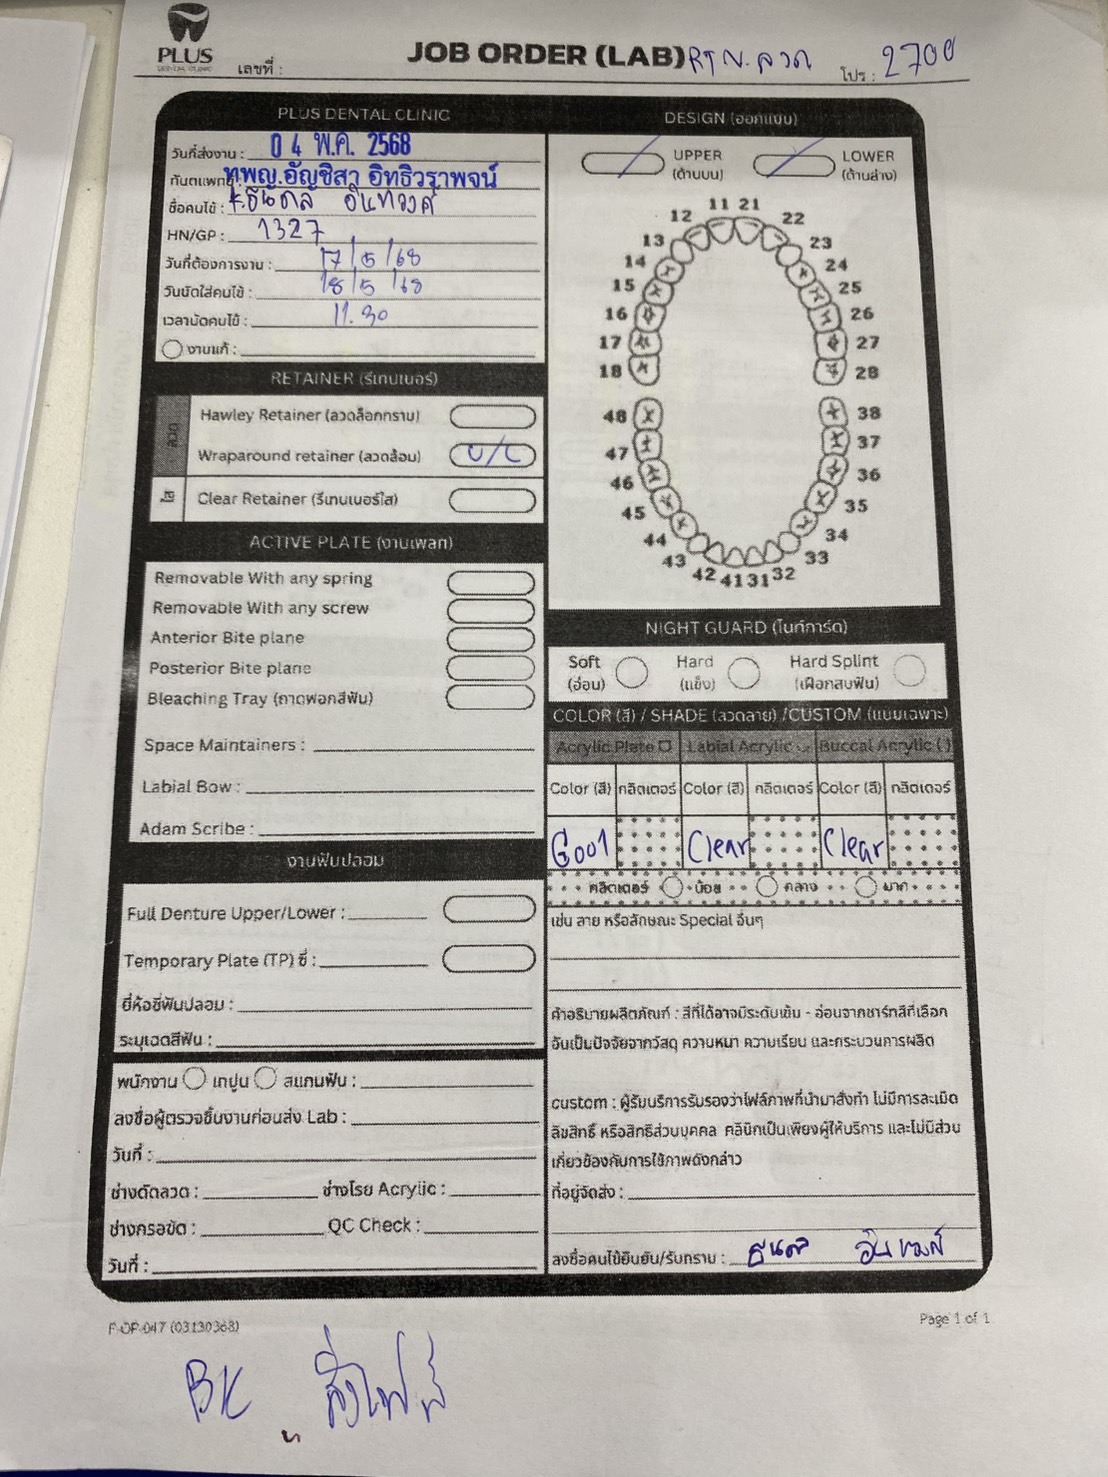 PLUS
DENTAL CLINIC
เลขที่ :
JOB ORDER (LAB) RTN. ลวด
โปร : 2700
PLUS DENTAL CLINIC
วันที่ส่งงาน : 04 พ.ค. 2568
ทันตแพทย์ : ทพญ.อัญชิสา อิทธิวราพจน์
ชื่อคนไข้ : K.ธนดล อินทวงศ์
HN/GP : 1327
วันที่ต้องการงาน : 17/5/68
วันนัดใส่คนไข้ : 18/5/68
เวลานัดคนไข้ : 11.30
งานแก้ :
RETAINER (รีเทนเนอร์)
ลวด
Hawley Retainer (ลวดล็อกกราม)
Wraparound retainer (ลวดล้อม) U/L
ใส
Clear Retainer (รีเทนเนอร์ใส)
ACTIVE PLATE (งานเพลท)
Removable With any spring
Removable With any screw
Anterior Bite plane
Posterior Bite plane
Bleaching Tray (ถาดฟอกสีฟัน)
Space Maintainers :
Labial Bow :
Adam Scribe :
งานฟันปลอม
Full Denture Upper/Lower :
Temporary Plate (TP) ซี่ :
ยี่ห้อซี่ฟันปลอม :
ระบุเฉดสีฟัน :
พนักงาน เทปูน สแกนฟัน :
ลงชื่อผู้ตรวจชิ้นงานก่อนส่ง Lab :
วันที่ :
ช่างดัดลวด : ช่างโรย Acrylic :
ช่างกรอขัด : QC Check :
วันที่ :
DESIGN (ออกแบบ)
UPPER LOWER
(ด้านบน) (ด้านล่าง)
11 21
12 22
13 23
14 24
15 25
16 26
17 27
18 28
48 38
47 37
46 36
45 35
44 34
43 33
42 41 31 32
NIGHT GUARD (ไนท์การ์ด)
Soft Hard Hard Splint
(อ่อน) (แข็ง) (เฝือกสบฟัน)
COLOR (สี) / SHADE (ลวดลาย) /CUSTOM (แบบเฉพาะ)
Acrylic Plate Labial Acrylic Buccal Acrylic ( )
Color (สี) กลิตเตอร์ Color (สี) กลิตเตอร์ Color (สี) กลิตเตอร์
G001 Clear Clear
กลิตเตอร์ น้อย กลาง มาก
เช่น ลาย หรือลักษณะ Special อื่นๆ
คำอธิบายผลิตภัณฑ์ : สีที่ได้อาจมีระดับเข้ม - อ่อนจากชาร์ทสีที่เลือก
อันเป็นปัจจัยจากวัสดุ ความหนา ความเรียบ และกระบวนการผลิต
custom : ผู้รับบริการรับรองว่าไฟล์ภาพที่นำมาสั่งทำ ไม่มีการละเมิด
ลิขสิทธิ์ หรือสิทธิส่วนบุคคล คลินิกเป็นเพียงผู้ให้บริการ และไม่มีส่วน
เกี่ยวข้องกับการใช้ภาพดังกล่าว
ที่อยู่จัดส่ง :
ลงชื่อคนไข้ยืนยัน/รับทราบ : ธนดล อินทวงศ์
F-OP-047 (03130368)
Page 1 of 1
BK ส่งไฟล์